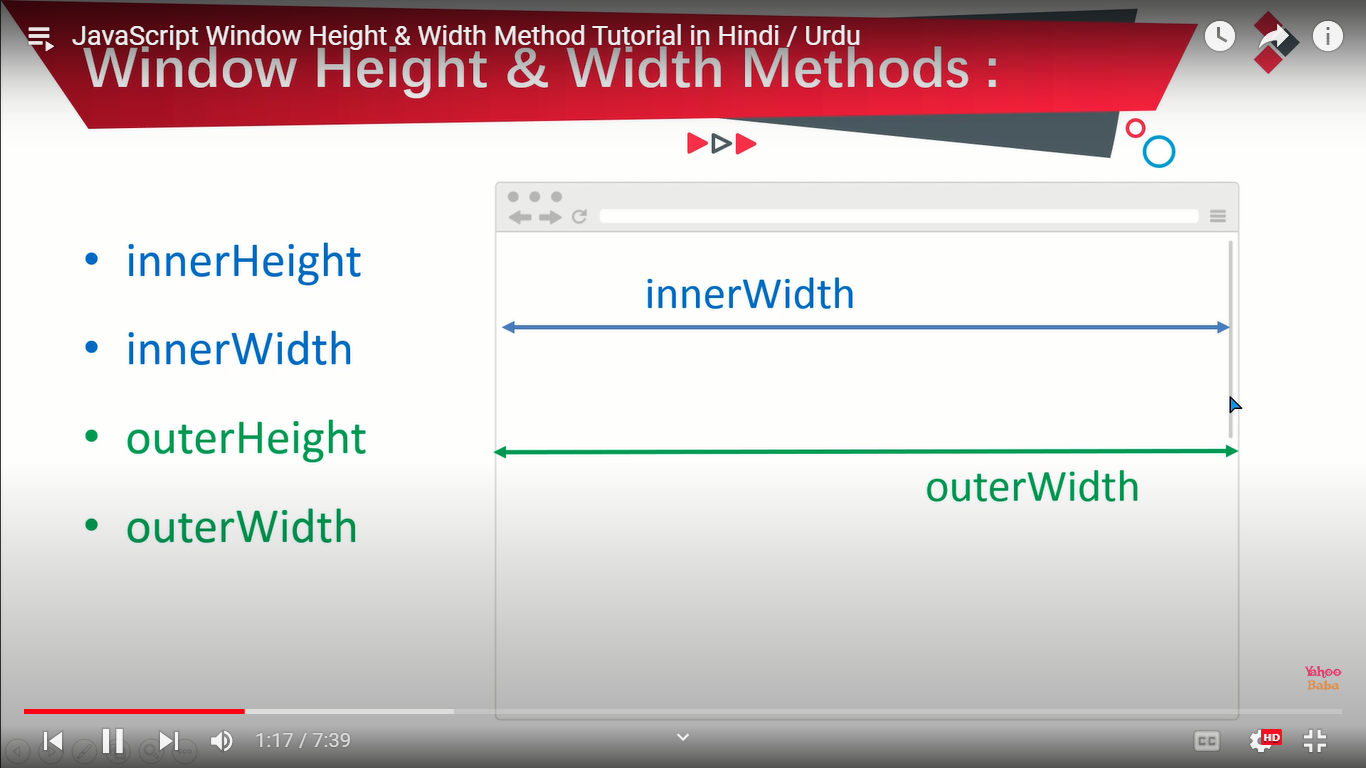 JavaScript Window Height & Width Method Tutorial in Hindi / Urdu
Window Height & Width Methods :
• innerHeight
• innerWidth
• outerHeight
• outerWidth
innerWidth
outerWidth
Yahoo
Baba
1:17 / 7:39
CC
HD